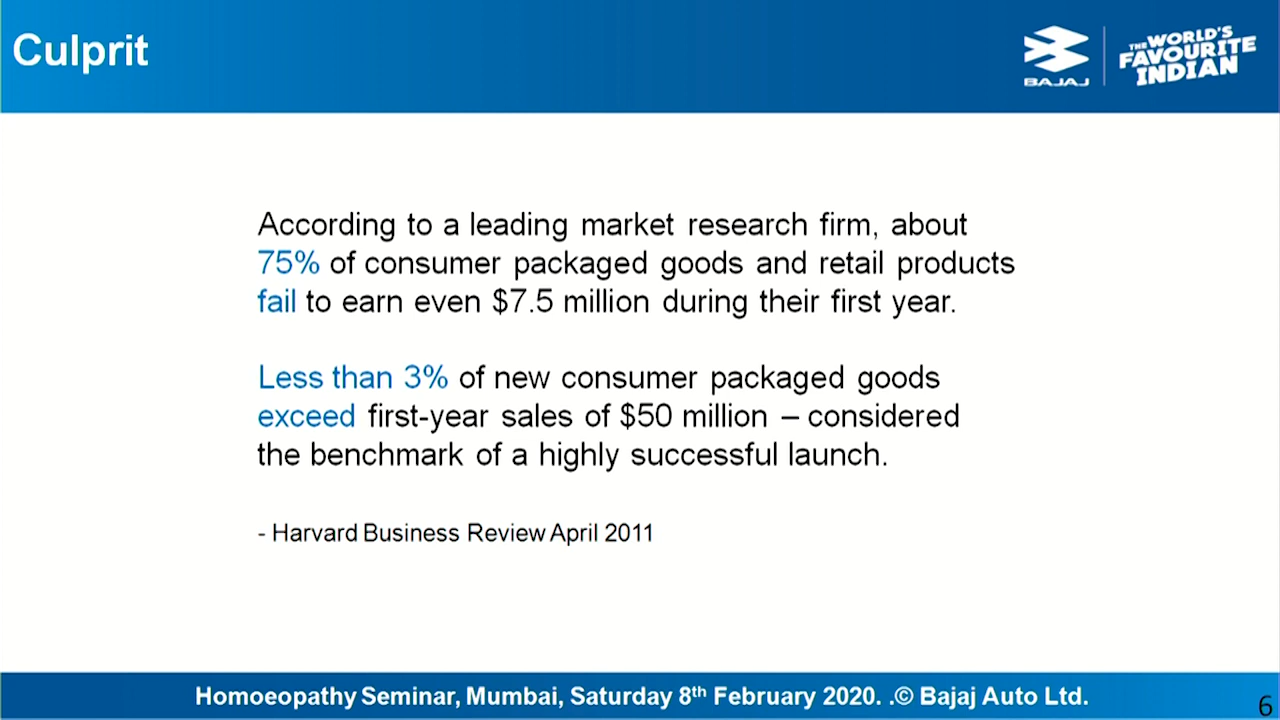 Culprit
BAJAJ
THE WORLD'S
FAVOURITE
INDIAN
According to a leading market research firm, about
75% of consumer packaged goods and retail products
fail to earn even $7.5 million during their first year.
Less than 3% of new consumer packaged goods
exceed first-year sales of $50 million – considered
the benchmark of a highly successful launch.
- Harvard Business Review April 2011
Homoeopathy Seminar, Mumbai, Saturday 8th February 2020. .© Bajaj Auto Ltd.
6